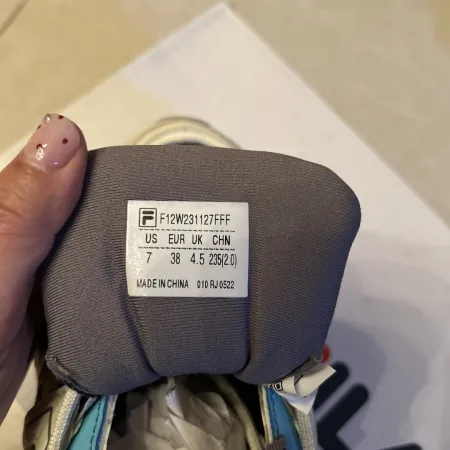 F12W231127FFF
US EUR UK CHN
7 38 4.5 235(2.0)
MADE IN CHINA 010 RJ 0522